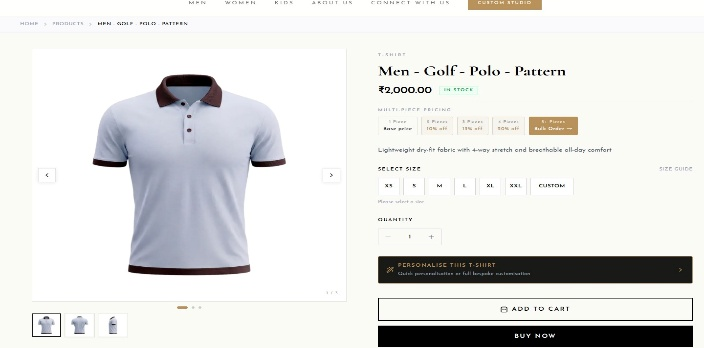 MEN WOMEN KIDS ABOUT US CONNECT WITH US CUSTOM STUDIO
HOME > PRODUCTS > MEN - GOLF - POLO - PATTERN
T-SHIRT
Men - Golf - Polo - Pattern
₹2,000.00 IN STOCK
MULTI-PIECE PRICING
1 Piece
Base price
2 Pieces
10% off
3 Pieces
15% off
4 Pieces
20% off
5+ Pieces
Bulk Order →
Lightweight dry-fit fabric with 4-way stretch and breathable all-day comfort
SELECT SIZE SIZE GUIDE
XS S M L XL XXL CUSTOM
Please select a size
QUANTITY
− 1 +
PERSONALISE THIS T-SHIRT
Quick personalisation or full bespoke customisation
ADD TO CART
BUY NOW